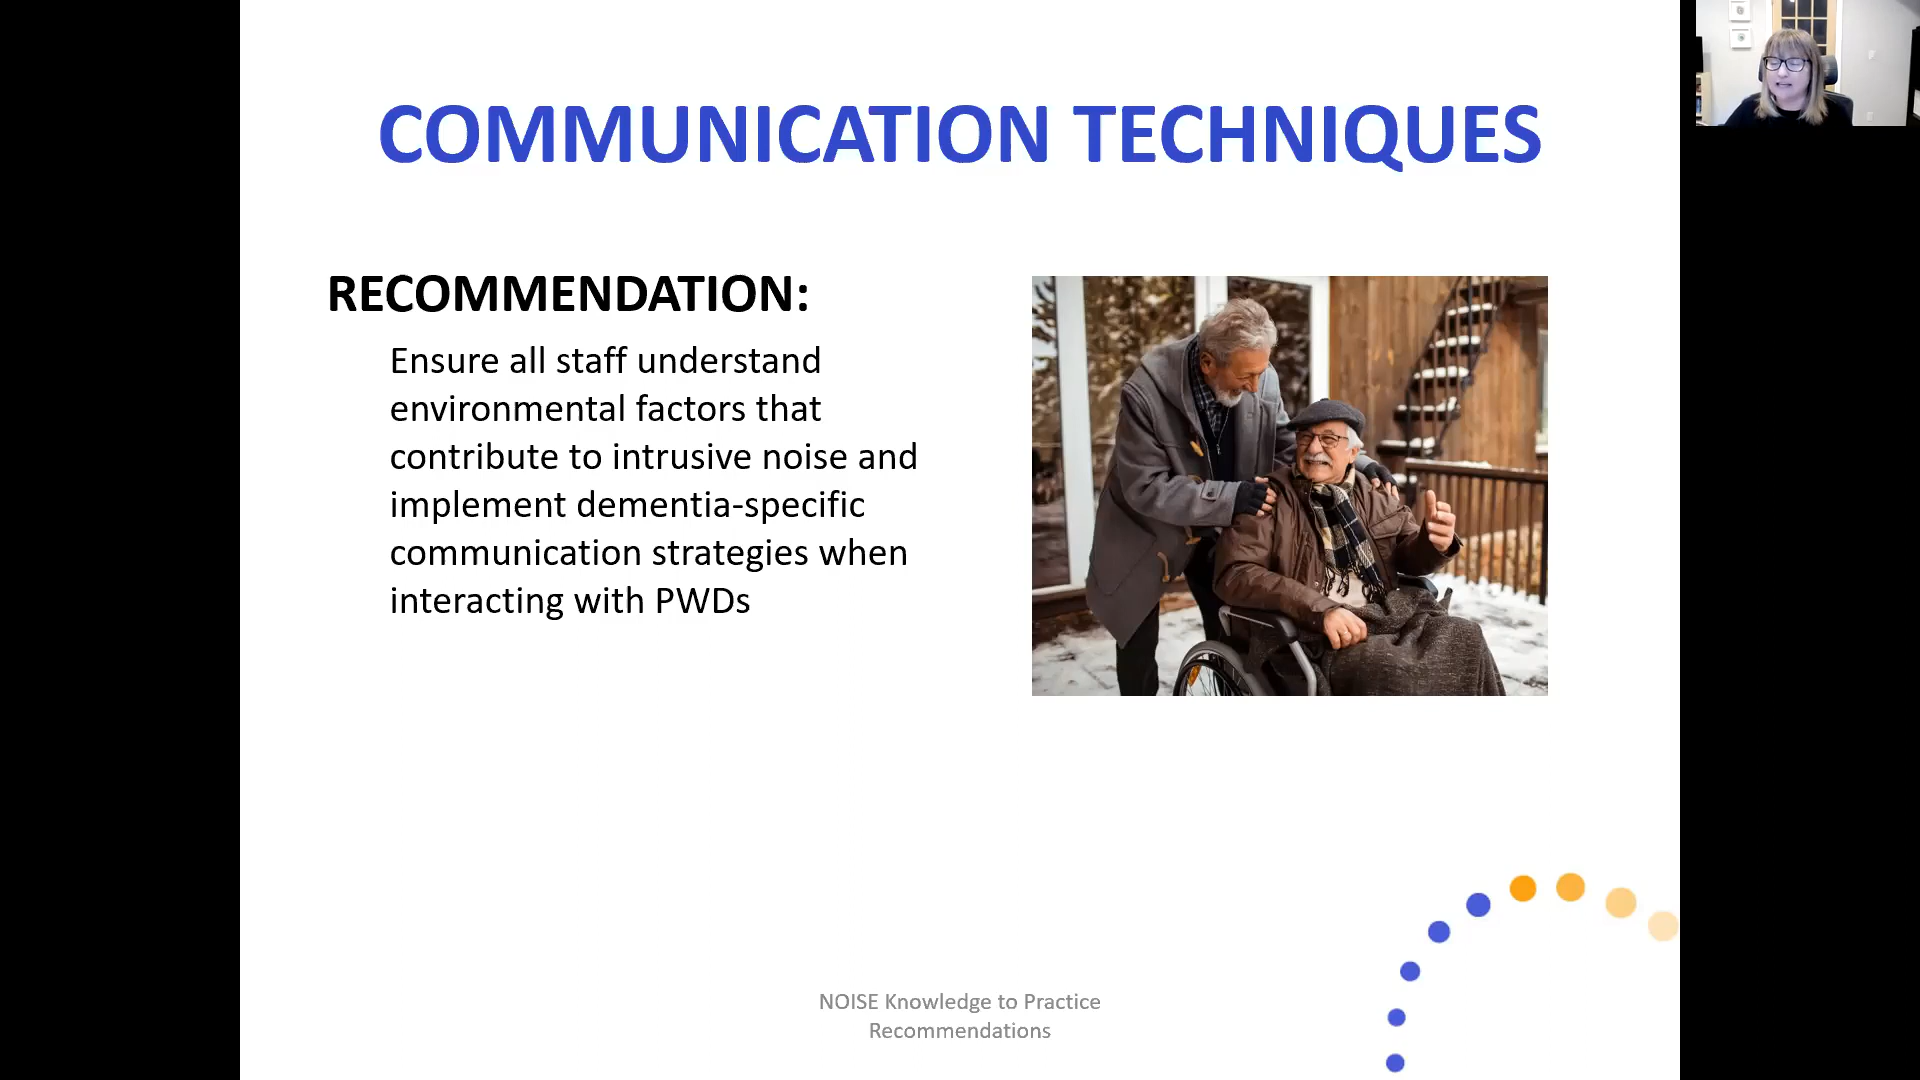 COMMUNICATION TECHNIQUES
RECOMMENDATION:
Ensure all staff understand
environmental factors that
contribute to intrusive noise and
implement dementia-specific
communication strategies when
interacting with PWDs
NOISE Knowledge to Practice
Recommendations